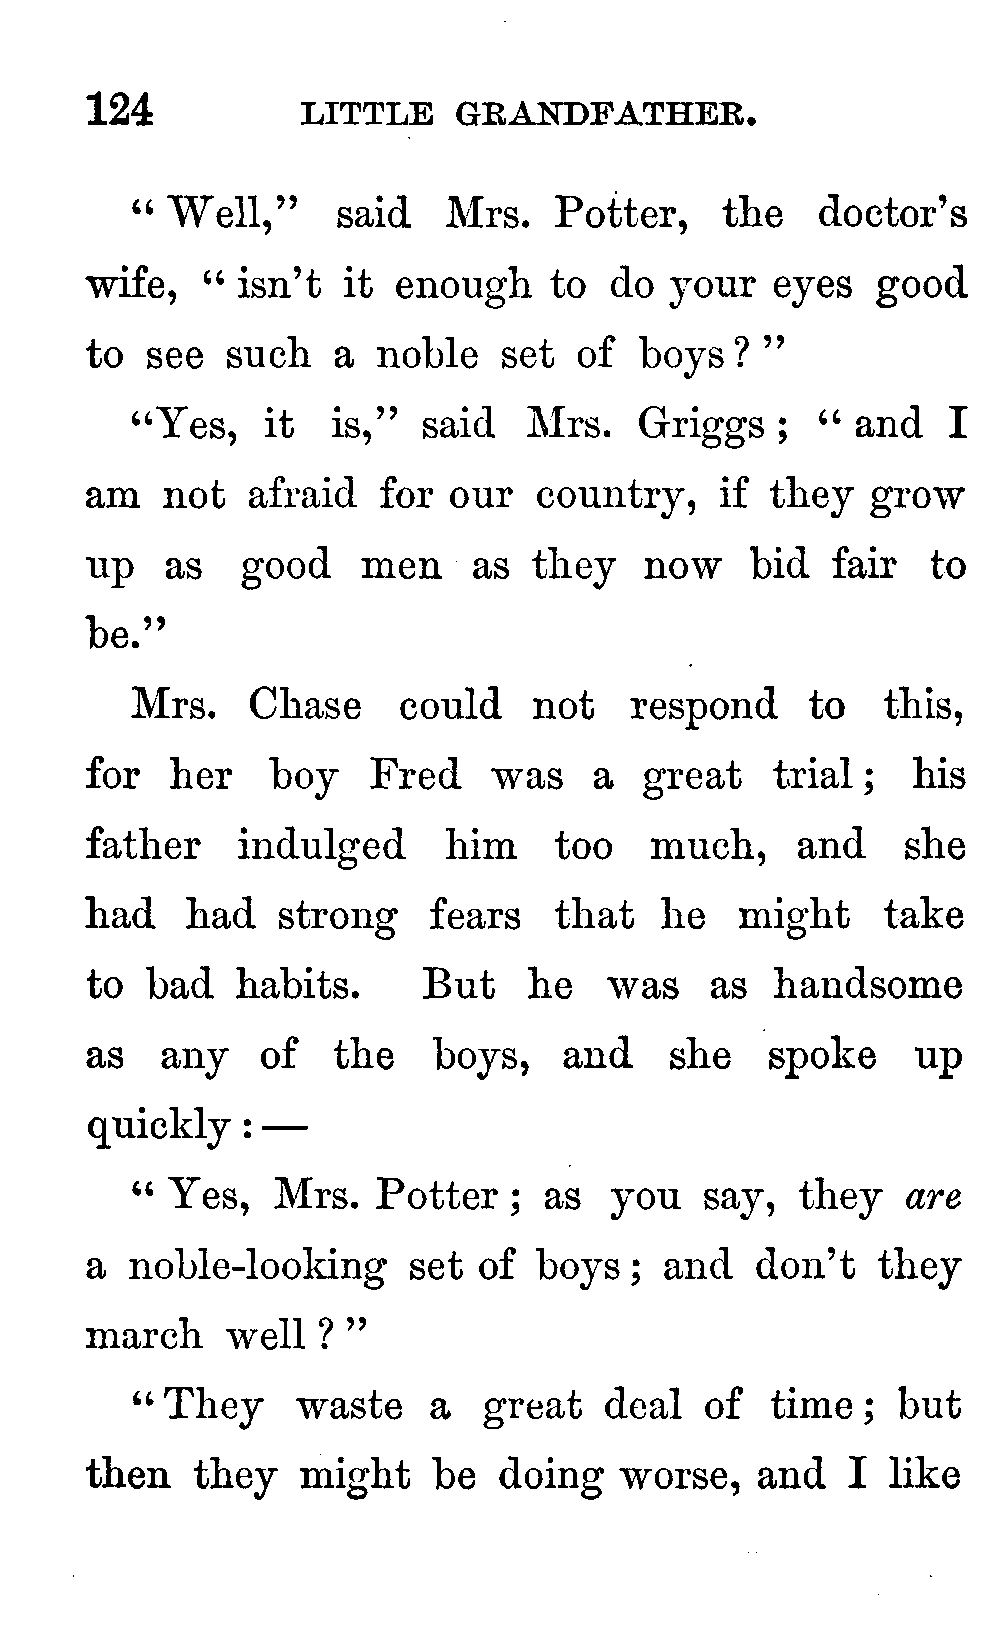 124 LITTLE GRANDFATHER.
“Well,” said Mrs. Potter, the doctor’s
wife, “isn’t it enough to do your eyes good
to see such a noble set of boys?”
“Yes, it is,” said Mrs. Griggs; “and I
am not afraid for our country, if they grow
up as good men as they now bid fair to
be.”
Mrs. Chase could not respond to this,
for her boy Fred was a great trial; his
father indulged him too much, and she
had had strong fears that he might take
to bad habits. But he was as handsome
as any of the boys, and she spoke up
quickly:—
“Yes, Mrs. Potter; as you say, they are
a noble-looking set of boys; and don’t they
march well?”
“They waste a great deal of time; but
then they might be doing worse, and I like